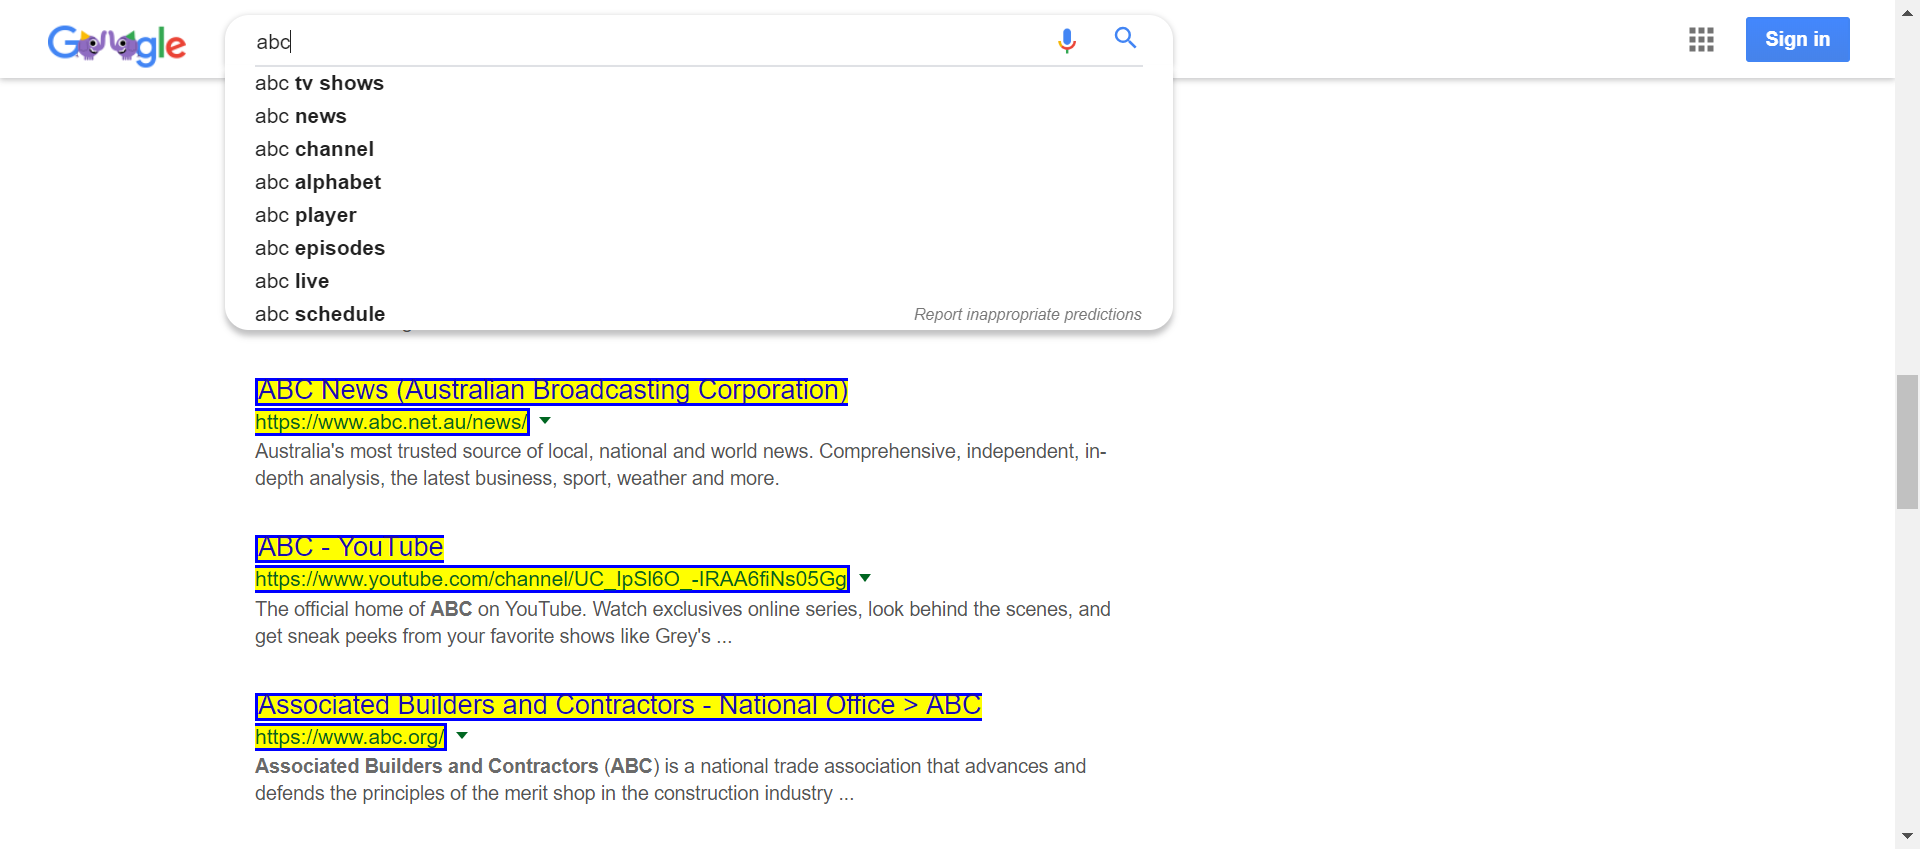 Google
abc
Sign in
abc tv shows
abc news
abc channel
abc alphabet
abc player
abc episodes
abc live
abc schedule
Report inappropriate predictions
ABC News (Australian Broadcasting Corporation)
https://www.abc.net.au/news/
Australia's most trusted source of local, national and world news. Comprehensive, independent, in-
depth analysis, the latest business, sport, weather and more.
ABC - YouTube
https://www.youtube.com/channel/UC_IpSl6O_-IRAA6fiNs05Gg
The official home of ABC on YouTube. Watch exclusives online series, look behind the scenes, and
get sneak peeks from your favorite shows like Grey's ...
Associated Builders and Contractors - National Office > ABC
https://www.abc.org/
Associated Builders and Contractors (ABC) is a national trade association that advances and
defends the principles of the merit shop in the construction industry ...